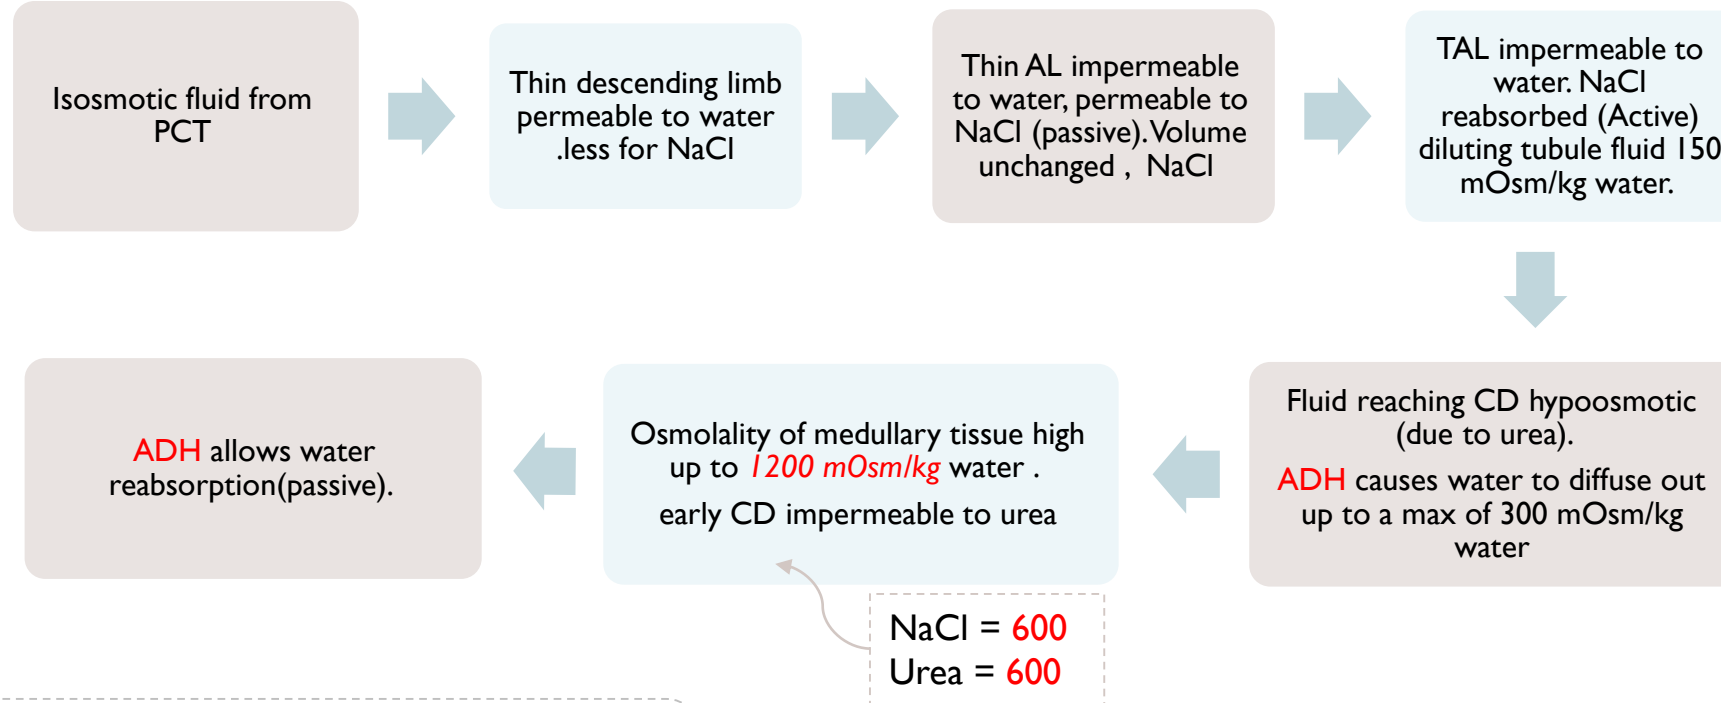 Isosmotic fluid from
PCT
Thin descending limb
permeable to water
.less for NaCl
Thin AL impermeable
to water, permeable to
NaCl (passive). Volume
unchanged , NaCl
TAL impermeable to
water. NaCl
reabsorbed (Active)
diluting tubule fluid 150
mOsm/kg water.
ADH allows water
reabsorption(passive).
Osmolality of medullary tissue high
up to 1200 mOsm/kg water .
early CD impermeable to urea
Fluid reaching CD hypoosmotic
(due to urea).
ADH causes water to diffuse out
up to a max of 300 mOsm/kg
water
NaCl = 600
Urea = 600